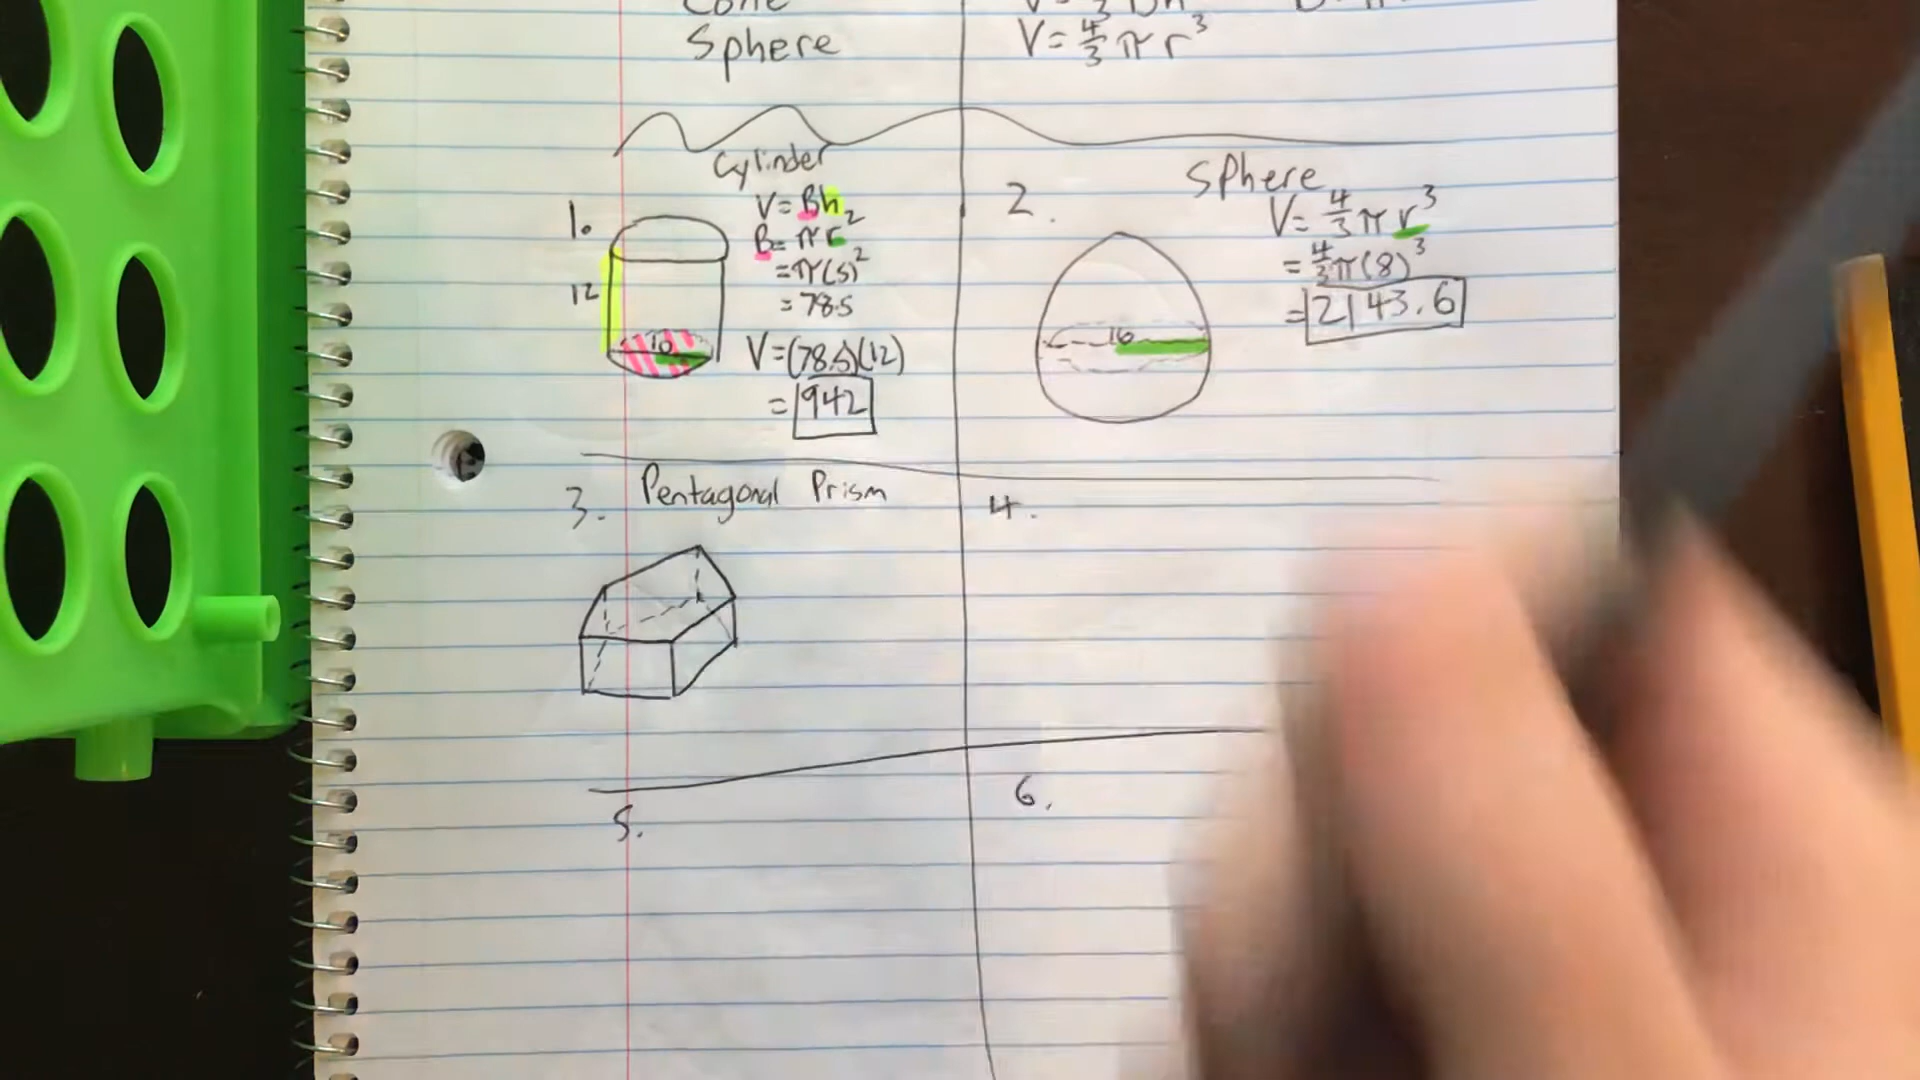 Sphere
V = 4/3 π r³
Cylinder
1.
V = Bh
B = π r²
= π(5)²
= 78.5
12
10
V = (78.5)(12)
= 942
2.
Sphere
V = 4/3 π r³
= 4/3 π(8)³
= 2143.6
16
3. Pentagonal Prism
4.
5.
6.